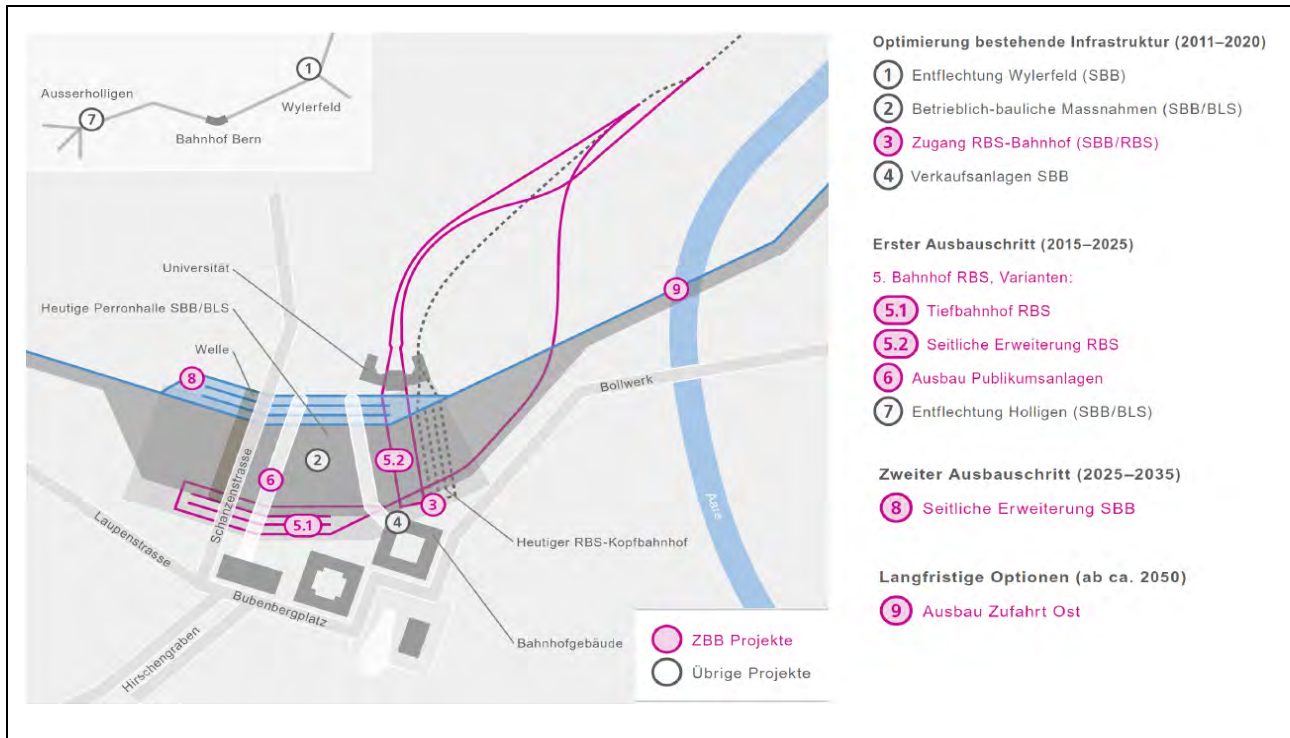 Ausserholligen
7
1
Wylerfeld
Bahnhof Bern
Universität
Heutige Perronhalle SBB/BLS
Welle
8
9
Bollwerk
Aare
2
5.2
6
3
5.1
4
Schanzenstrasse
Laupenstrasse
Heutiger RBS-Kopfbahnhof
Bubenbergplatz
Hirschengraben
Bahnhofgebäude
ZBB Projekte
Übrige Projekte
Optimierung bestehende Infrastruktur (2011–2020)
1 Entflechtung Wylerfeld (SBB)
2 Betrieblich-bauliche Massnahmen (SBB/BLS)
3 Zugang RBS-Bahnhof (SBB/RBS)
4 Verkaufsanlagen SBB
Erster Ausbauschritt (2015–2025)
5. Bahnhof RBS, Varianten:
5.1 Tiefbahnhof RBS
5.2 Seitliche Erweiterung RBS
6 Ausbau Publikumsanlagen
7 Entflechtung Holligen (SBB/BLS)
Zweiter Ausbauschritt (2025–2035)
8 Seitliche Erweiterung SBB
Langfristige Optionen (ab ca. 2050)
9 Ausbau Zufahrt Ost